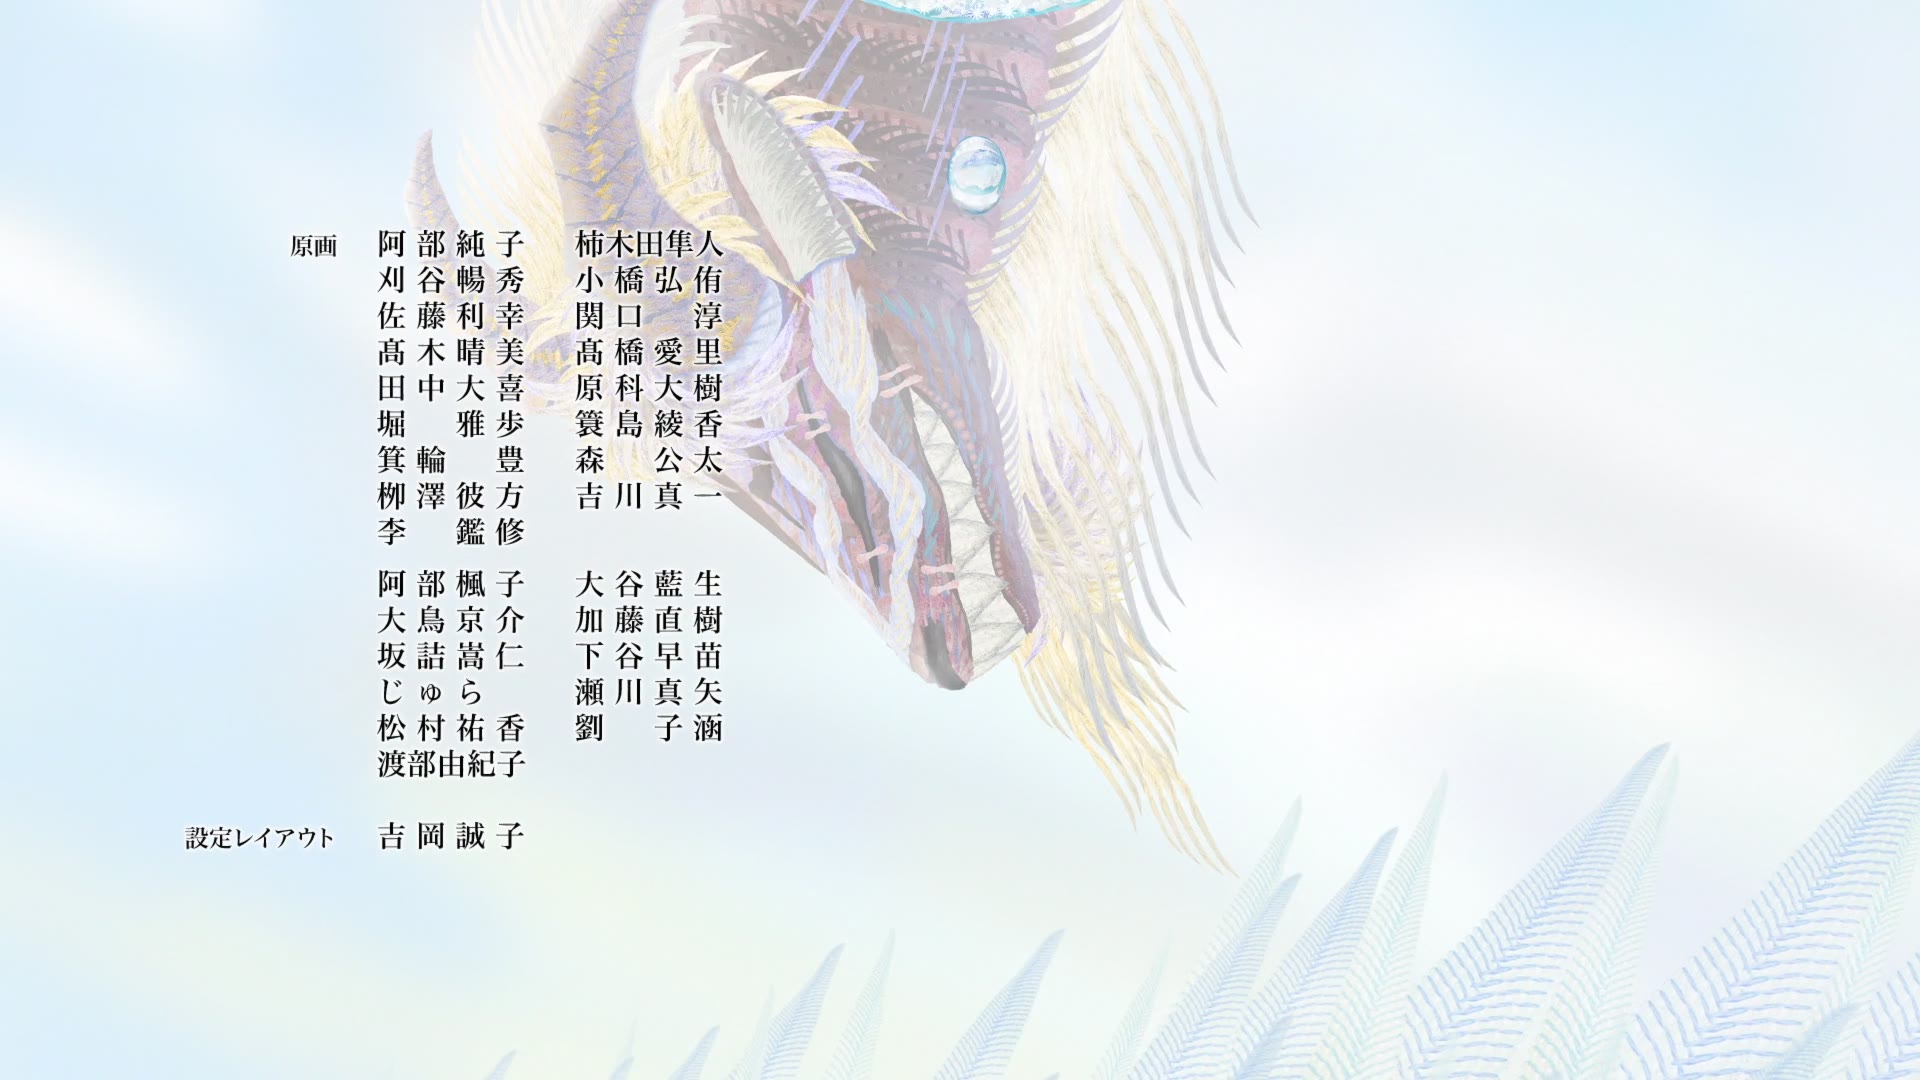 原画 阿部純子 柿木田隼人
刈谷暢秀 小橋弘侑
佐藤利幸 関口淳
髙木晴美 髙橋愛里
田中大喜 原科大樹
堀雅歩 簑島綾香
箕輪豊 森公太
栁澤彼方 吉川真一
李鑑修
阿部楓子 大谷藍生
大鳥京介 加藤直樹
坂詰嵩仁 下谷早苗
じゅら 瀬川真矢
松村祐香 劉子涵
渡部由紀子
設定レイアウト 吉岡誠子